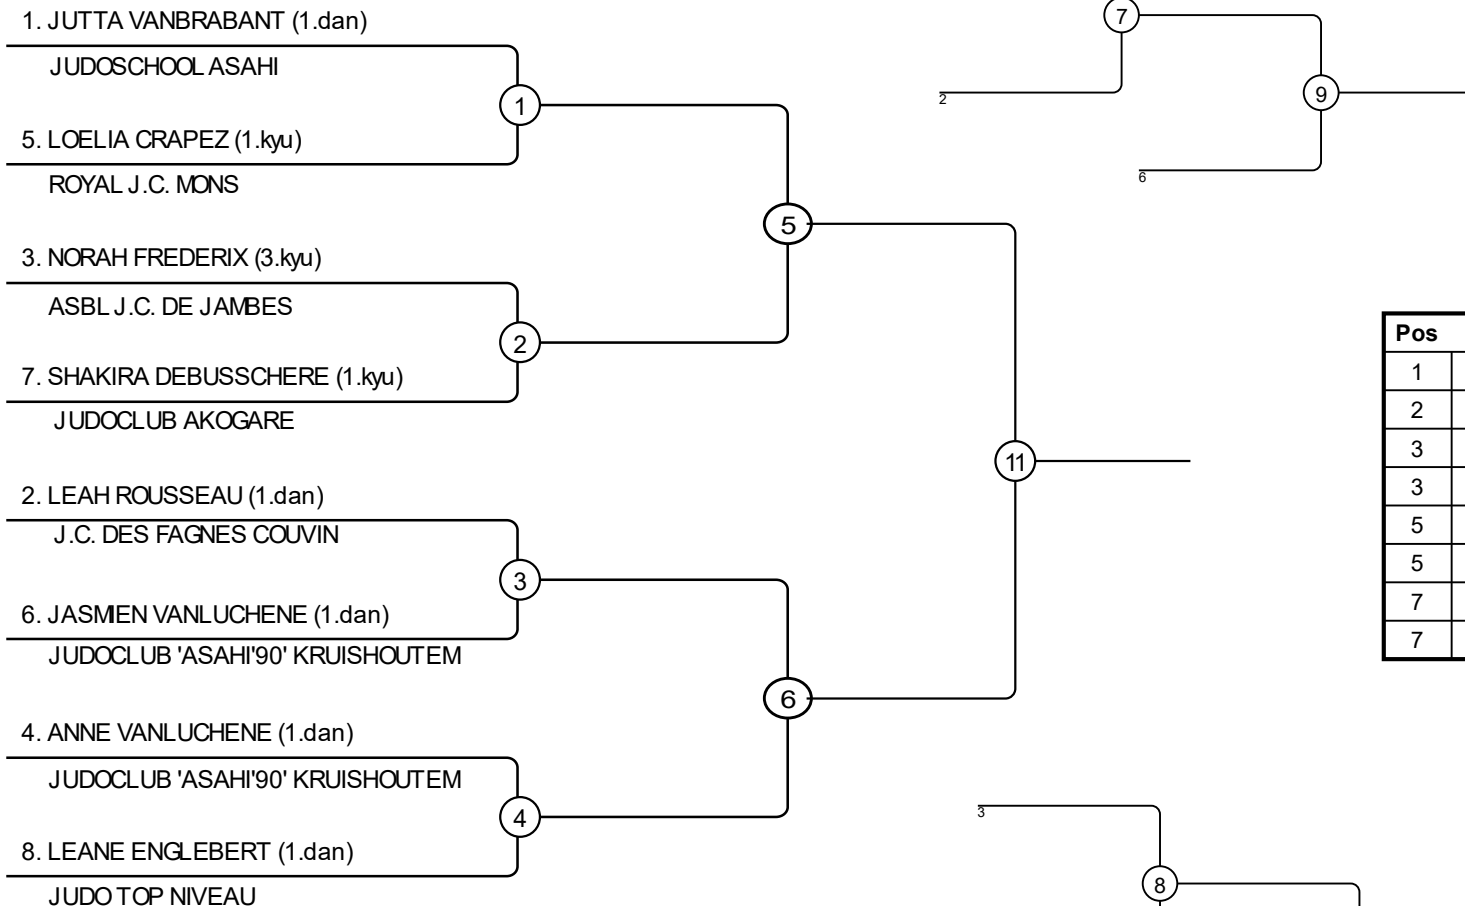 1. JUTTA VANBRABANT (1.dan)
JUDOSCHOOL ASAHI
1
5. LOELIA CRAPEZ (1.kyu)
ROYAL J.C. MONS
5
3. NORAH FREDERIX (3.kyu)
ASBL J.C. DE JAMBES
2
7. SHAKIRA DEBUSSCHERE (1.kyu)
JUDOCLUB AKOGARE
11
2. LEAH ROUSSEAU (1.dan)
J.C. DES FAGNES COUVIN
3
6. JASMIEN VANLUCHENE (1.dan)
JUDOCLUB 'ASAHI'90' KRUISHOUTEM
6
4. ANNE VANLUCHENE (1.dan)
JUDOCLUB 'ASAHI'90' KRUISHOUTEM
4
8. LEANE ENGLEBERT (1.dan)
JUDO TOP NIVEAU
7
2
9
6
Pos
1
2
3
3
5
5
7
7
3
8